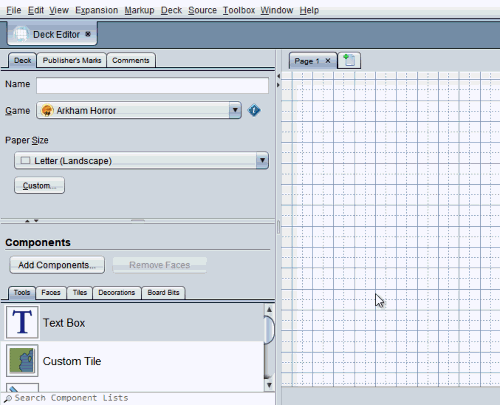 File Edit View Expansion Markup Deck Source Toolbox Window Help
Deck Editor
Deck Publisher's Marks Comments
Page 1
Name
Game Arkham Horror
Paper Size
Letter (Landscape)
Custom...
Components
Add Components... Remove Faces
Tools Faces Tiles Decorations Board Bits
T Text Box
Custom Tile
Search Component Lists